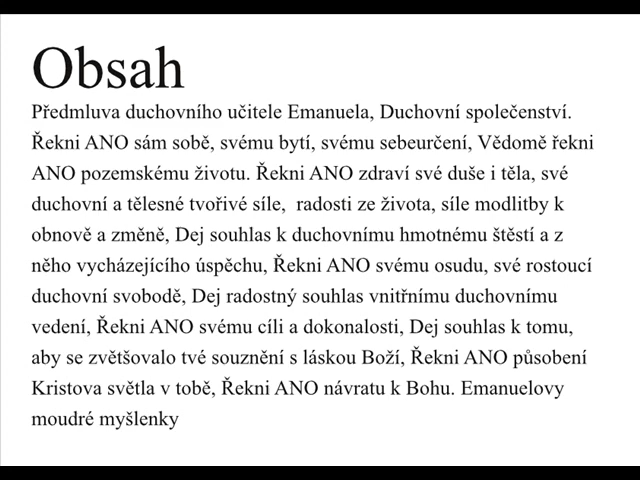 Obsah
Předmluva duchovního učitele Emanuela, Duchovní společenství.
Řekni ANO sám sobě, svému bytí, svému sebeurčení, Vědomě řekni
ANO pozemskému životu. Řekni ANO zdraví své duše i těla, své
duchovní a tělesné tvořivé síle,  radosti ze života, síle modlitby k
obnově a změně, Dej souhlas k duchovnímu hmotnému štěstí a z
něho vycházejícího úspěchu, Řekni ANO svému osudu, své rostoucí
duchovní svobodě, Dej radostný souhlas vnitřnímu duchovnímu
vedení, Řekni ANO svému cíli a dokonalosti, Dej souhlas k tomu,
aby se zvětšovalo tvé souznění s láskou Boží, Řekni ANO působení
Kristova světla v tobě, Řekni ANO návratu k Bohu. Emanuelovy
moudré myšlenky